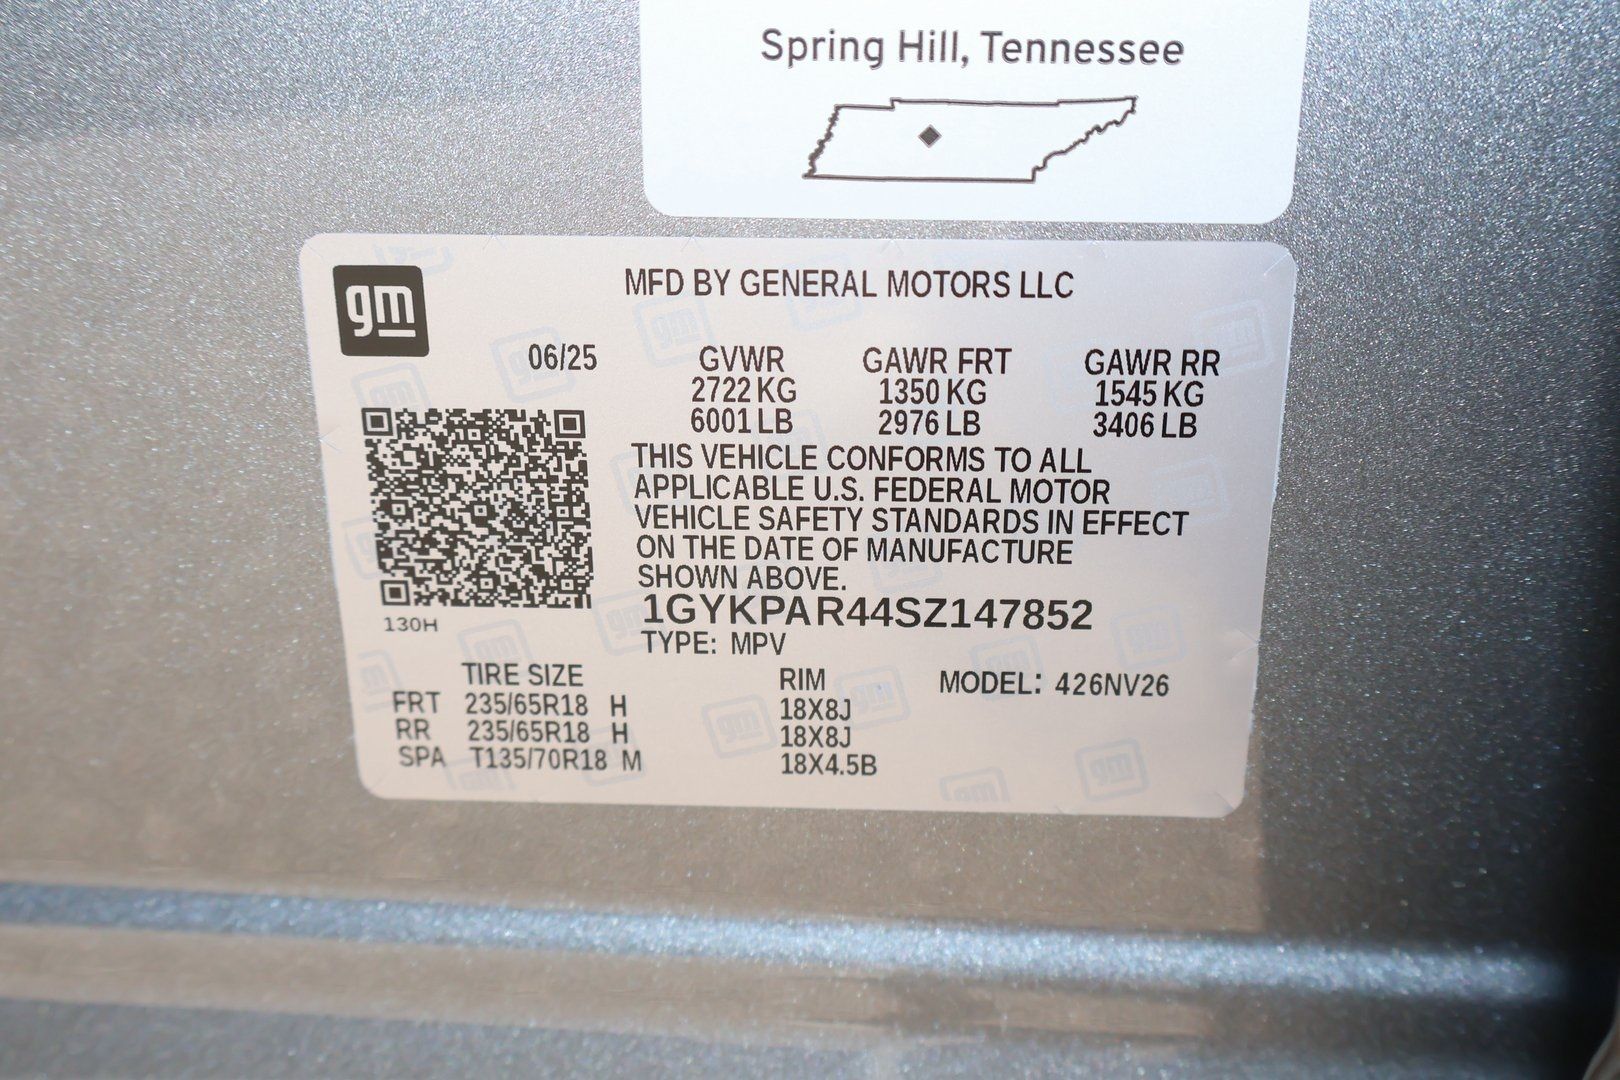 Spring Hill, Tennessee
gm
MFD BY GENERAL MOTORS LLC
06/25
GVWR GAWR FRT GAWR RR
2722 KG 1350 KG 1545 KG
6001 LB 2976 LB 3406 LB
THIS VEHICLE CONFORMS TO ALL
APPLICABLE U.S. FEDERAL MOTOR
VEHICLE SAFETY STANDARDS IN EFFECT
ON THE DATE OF MANUFACTURE
SHOWN ABOVE.
1GYKPAR44SZ147852
130H
TYPE: MPV
TIRE SIZE RIM MODEL: 426NV26
FRT 235/65R18 H 18X8J
RR 235/65R18 H 18X8J
SPA T135/70R18 M 18X4.5B